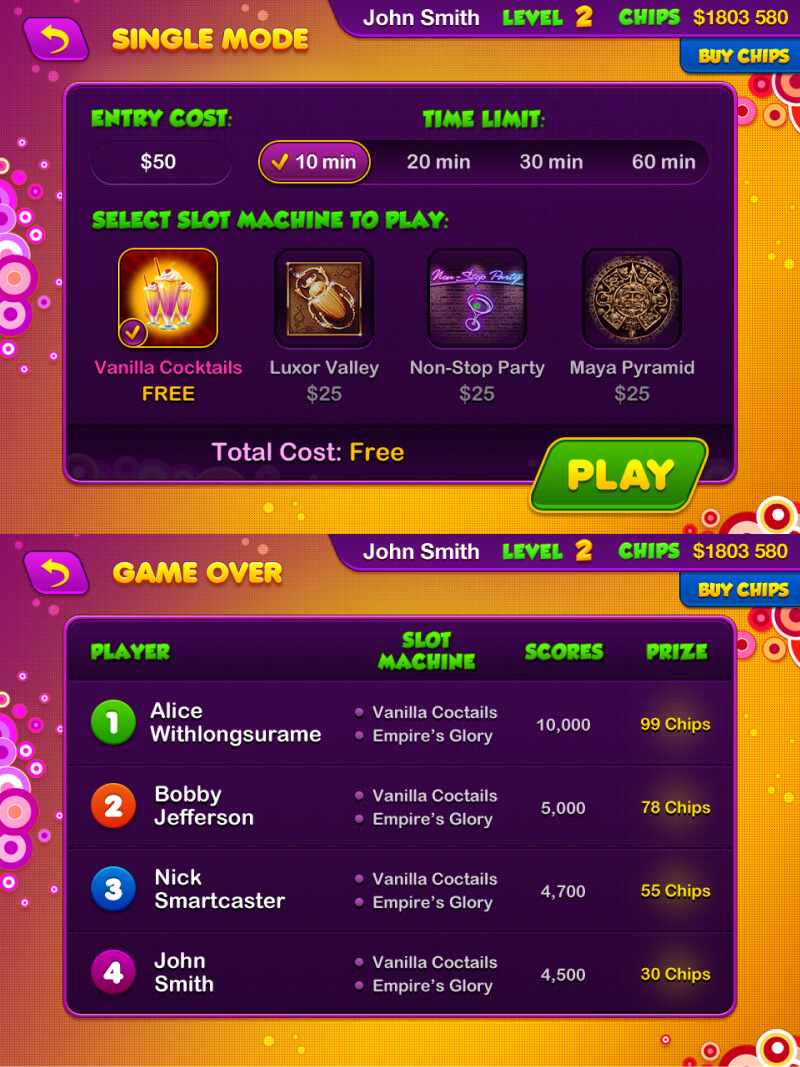 SINGLE MODE
John Smith LEVEL 2 CHIPS $1803 580
BUY CHIPS
ENTRY COST: TIME LIMIT:
$50 10 min 20 min 30 min 60 min
SELECT SLOT MACHINE TO PLAY:
Non-Stop Party
Vanilla Cocktails Luxor Valley Non-Stop Party Maya Pyramid
FREE $25 $25 $25
Total Cost: Free
PLAY
GAME OVER
John Smith LEVEL 2 CHIPS $1803 580
BUY CHIPS
PLAYER SLOT MACHINE SCORES PRIZE
1 Alice Withlongsurame
Vanilla Coctails
Empire's Glory
10,000 99 Chips
2 Bobby Jefferson
Vanilla Coctails
Empire's Glory
5,000 78 Chips
3 Nick Smartcaster
Vanilla Coctails
Empire's Glory
4,700 55 Chips
4 John Smith
Vanilla Coctails
Empire's Glory
4,500 30 Chips